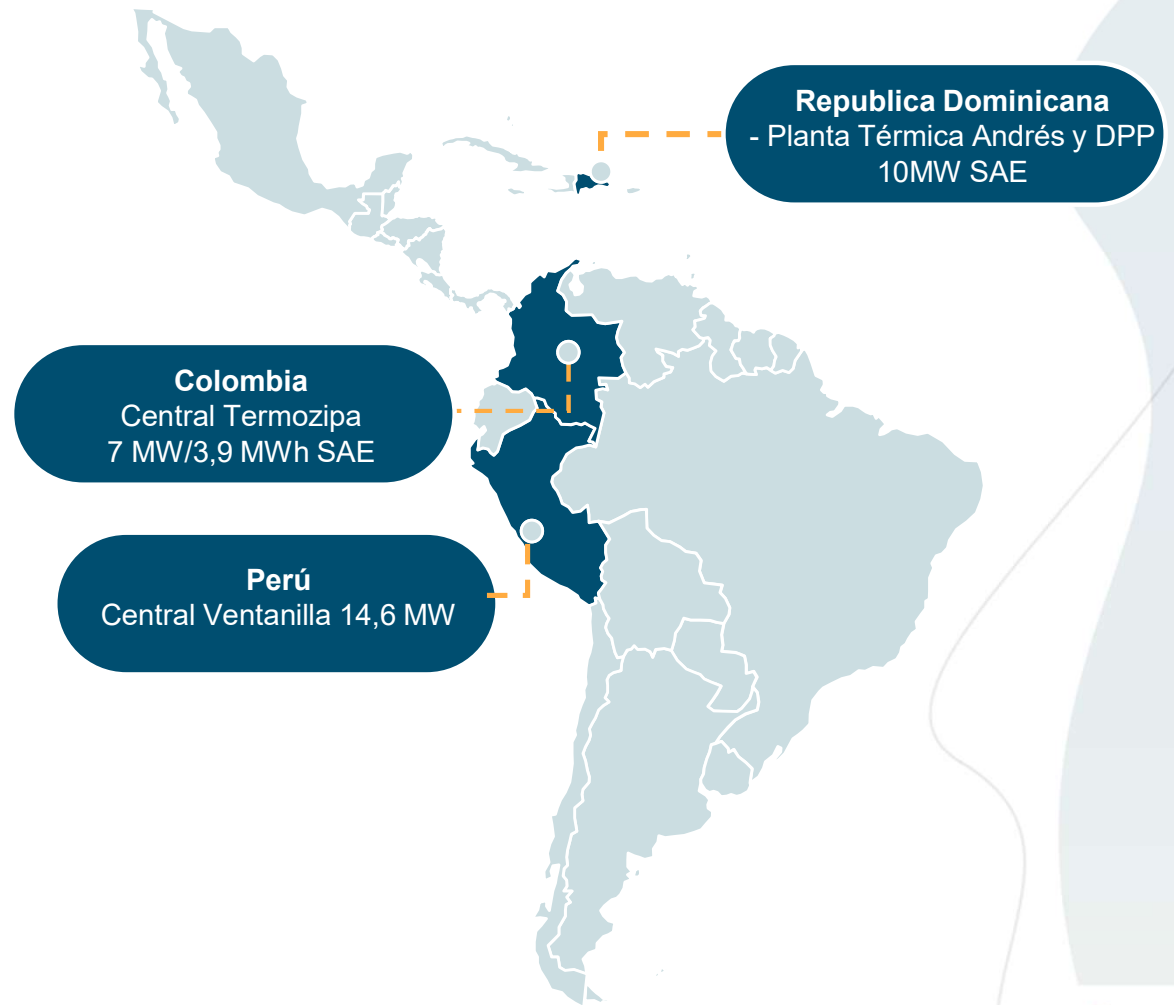 Republica Dominicana
- Planta Térmica Andrés y DPP
10MW SAE
Colombia
Central Termozipa
7 MW/3,9 MWh SAE
Perú
Central Ventanilla 14,6 MW